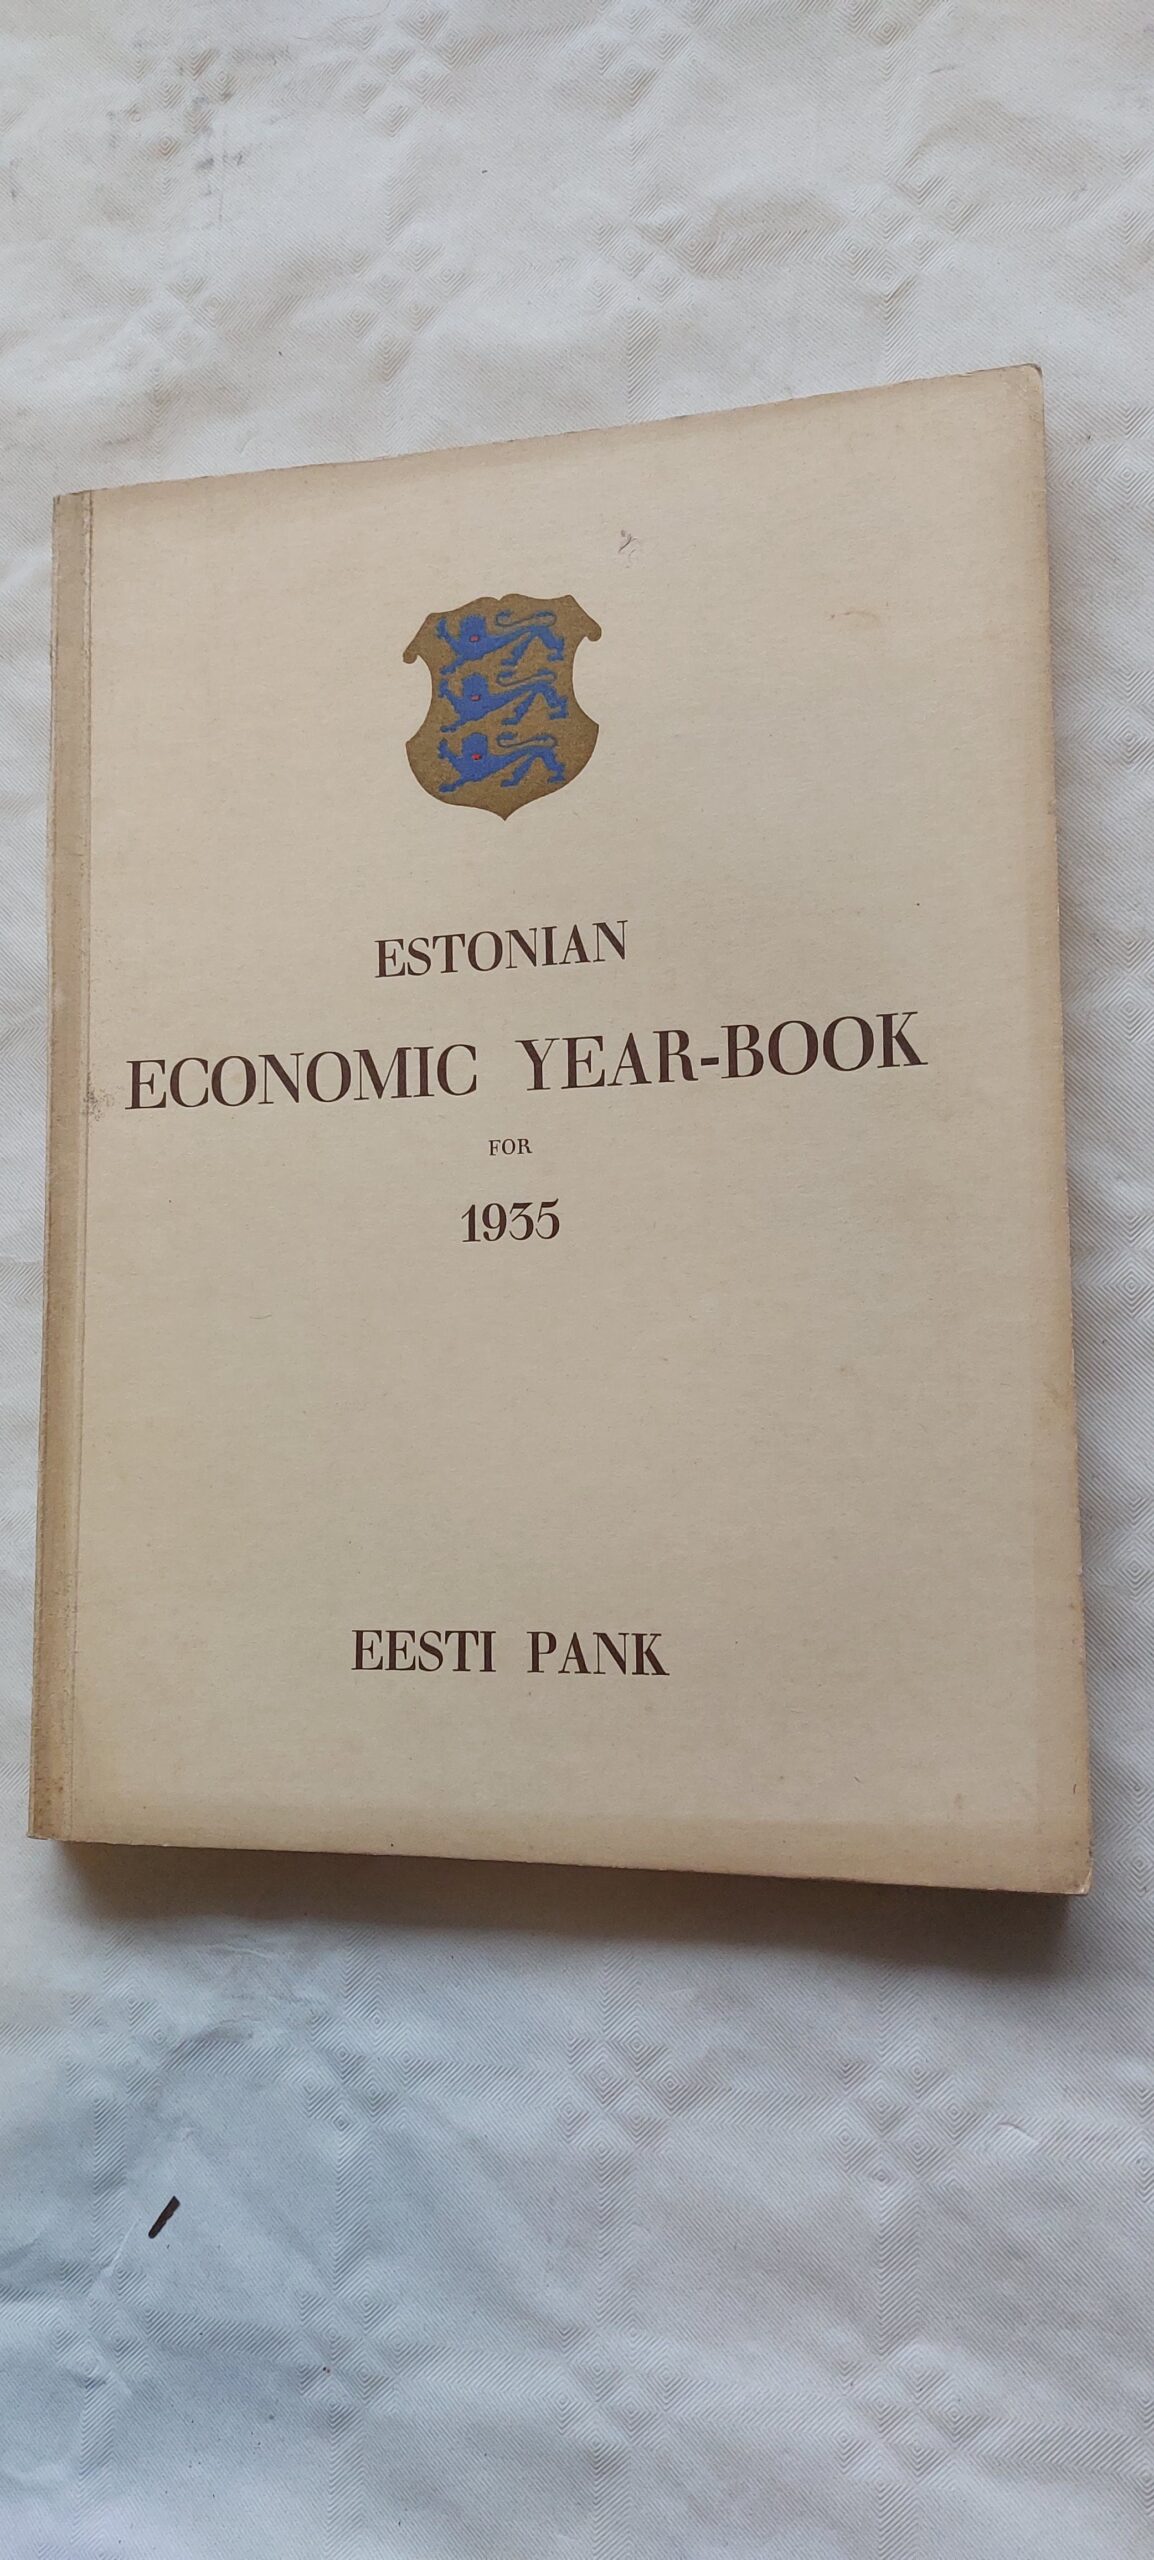 ESTONIAN
ECONOMIC YEAR-BOOK
FOR
1935
EESTI PANK